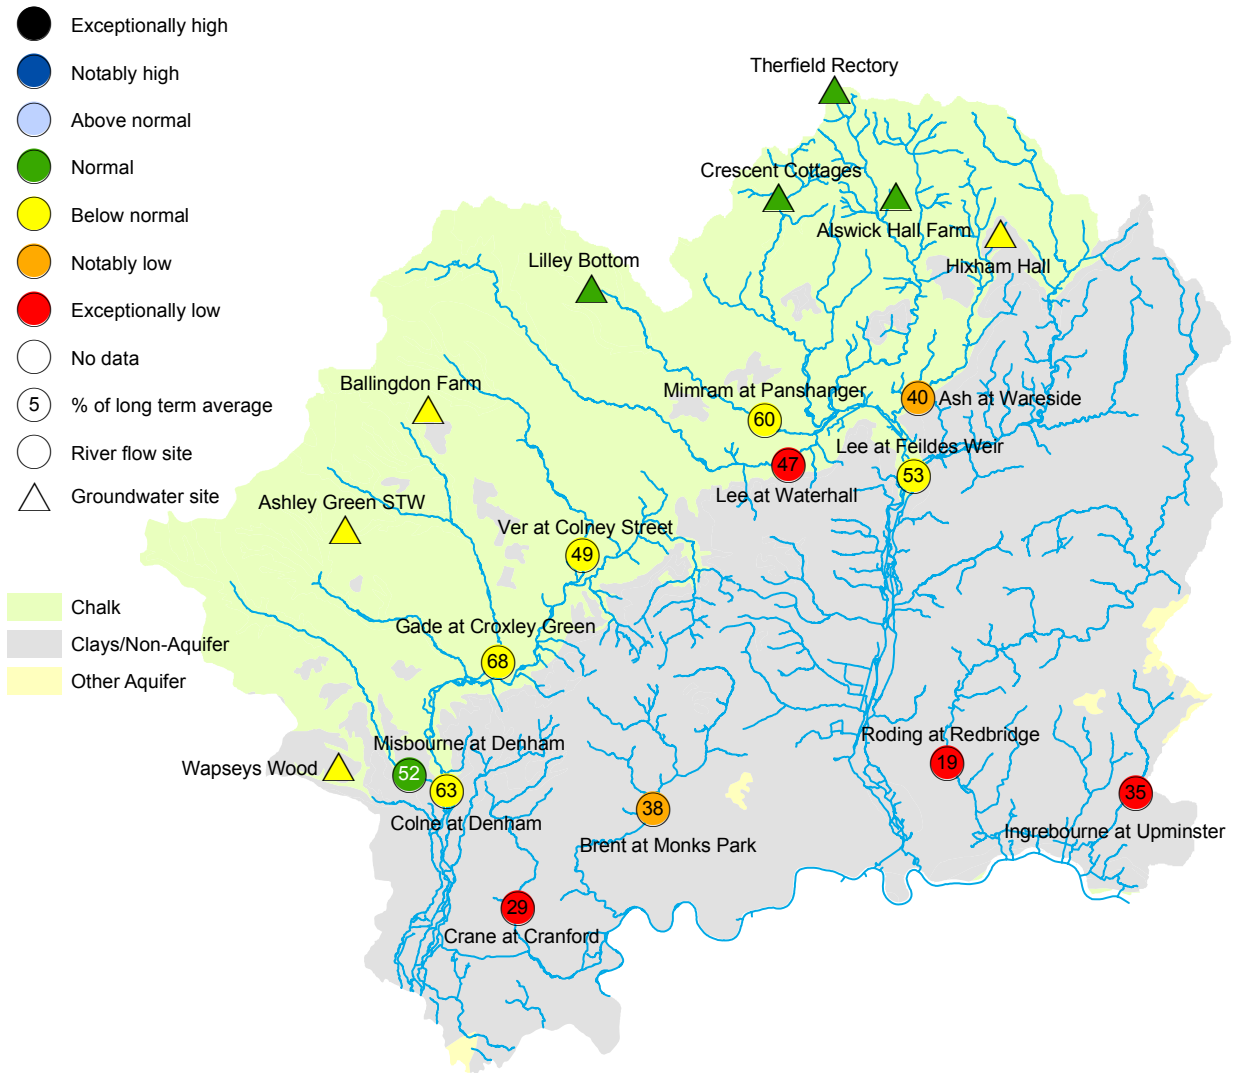 Exceptionally high
Notably high
Above normal
Normal
Below normal
Notably low
Exceptionally low
No data
5 % of long term average
River flow site
Groundwater site
Chalk
Clays/Non-Aquifer
Other Aquifer
Therfield Rectory
Crescent Cottages
Alswick Hall Farm
Hixham Hall
Lilley Bottom
Ballingdon Farm
Mimram at Panshanger
60
40 Ash at Wareside
Lee at Feildes Weir
53
47
Lee at Waterhall
Ashley Green STW
Ver at Colney Street
49
Gade at Croxley Green
68
Misbourne at Denham
52
Wapseys Wood
63
Colne at Denham
38
Brent at Monks Park
Roding at Redbridge
19
35
Ingrebourne at Upminster
29
Crane at Cranford